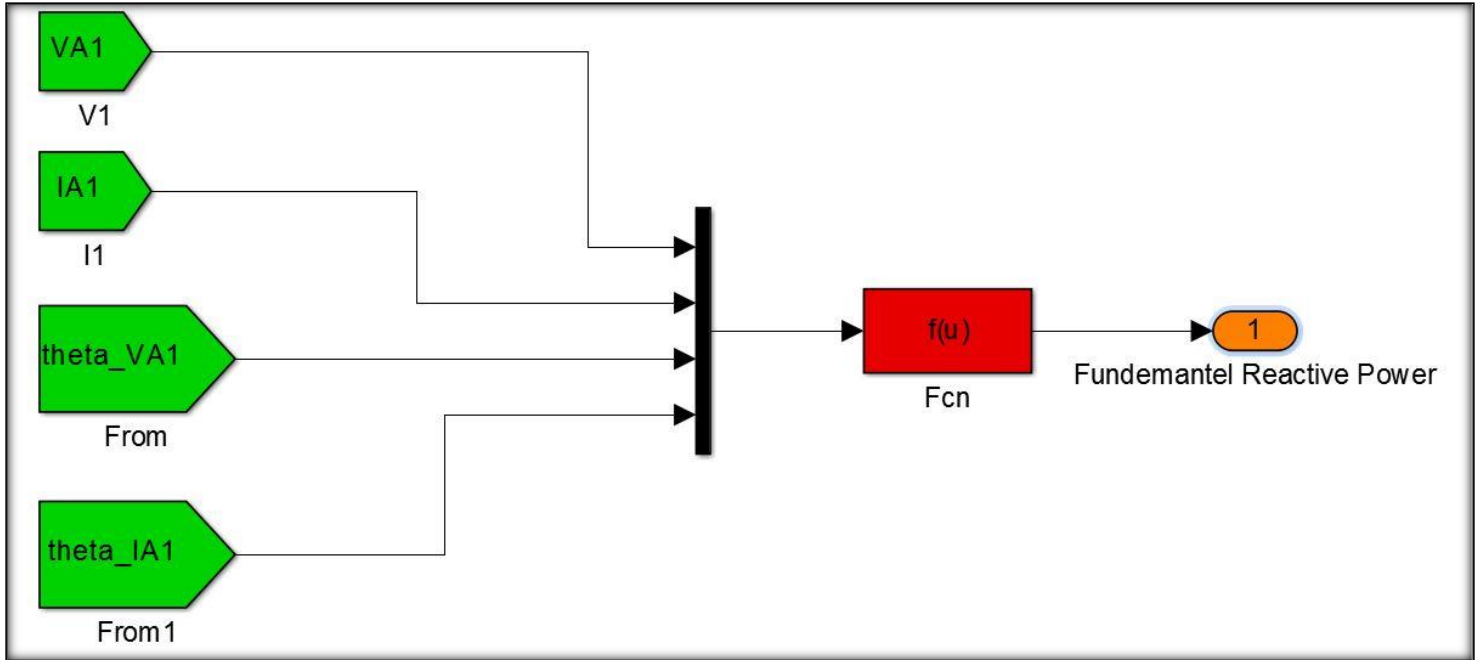 VA1
V1
IA1
I1
theta_VA1
From
theta_IA1
From1
f(u)
Fcn
1
Fundemantel Reactive Power